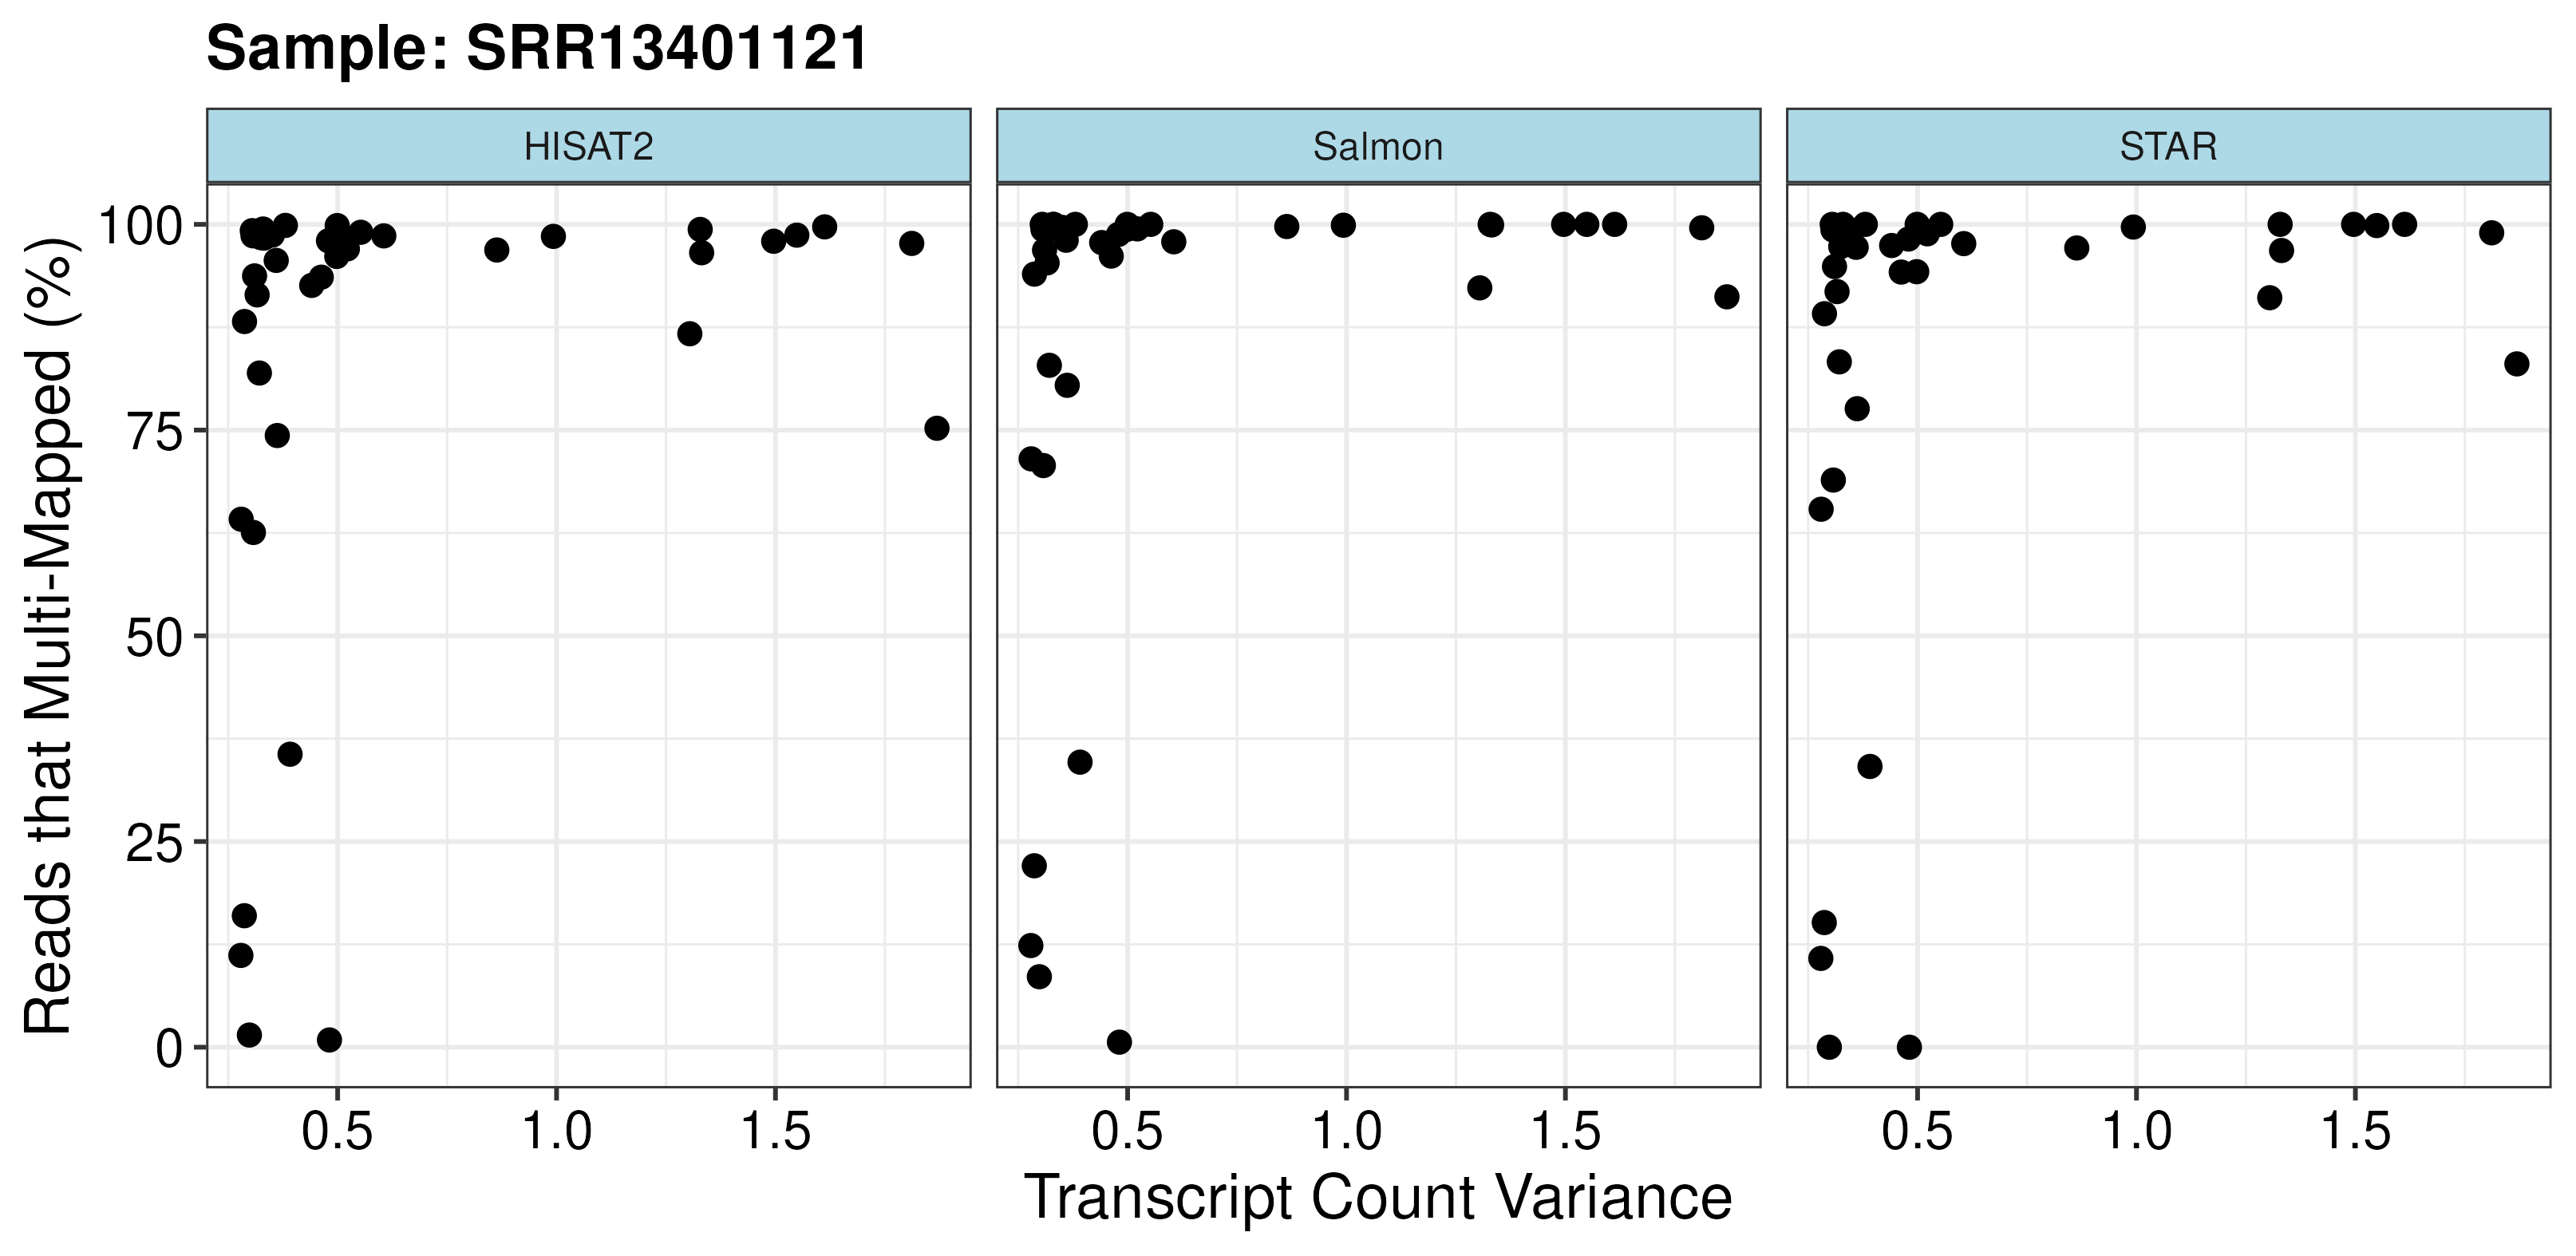 Sample: SRR13401121
HISAT2 Salmon STAR
Reads that Multi-Mapped (%)
100
75
50
25
0
0.5 1.0 1.5 0.5 1.0 1.5 0.5 1.0 1.5
Transcript Count Variance